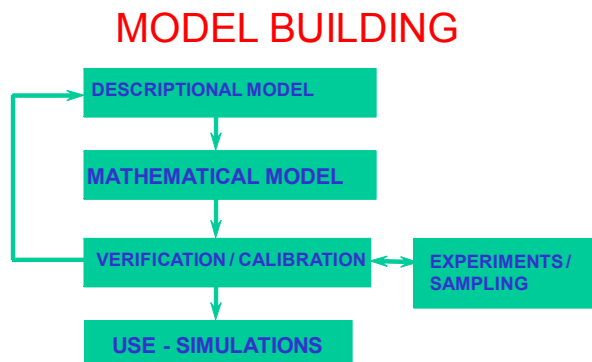 MODEL BUILDING
DESCRIPTIONAL MODEL
MATHEMATICAL MODEL
VERIFICATION / CALIBRATION
EXPERIMENTS /
SAMPLING
USE - SIMULATIONS